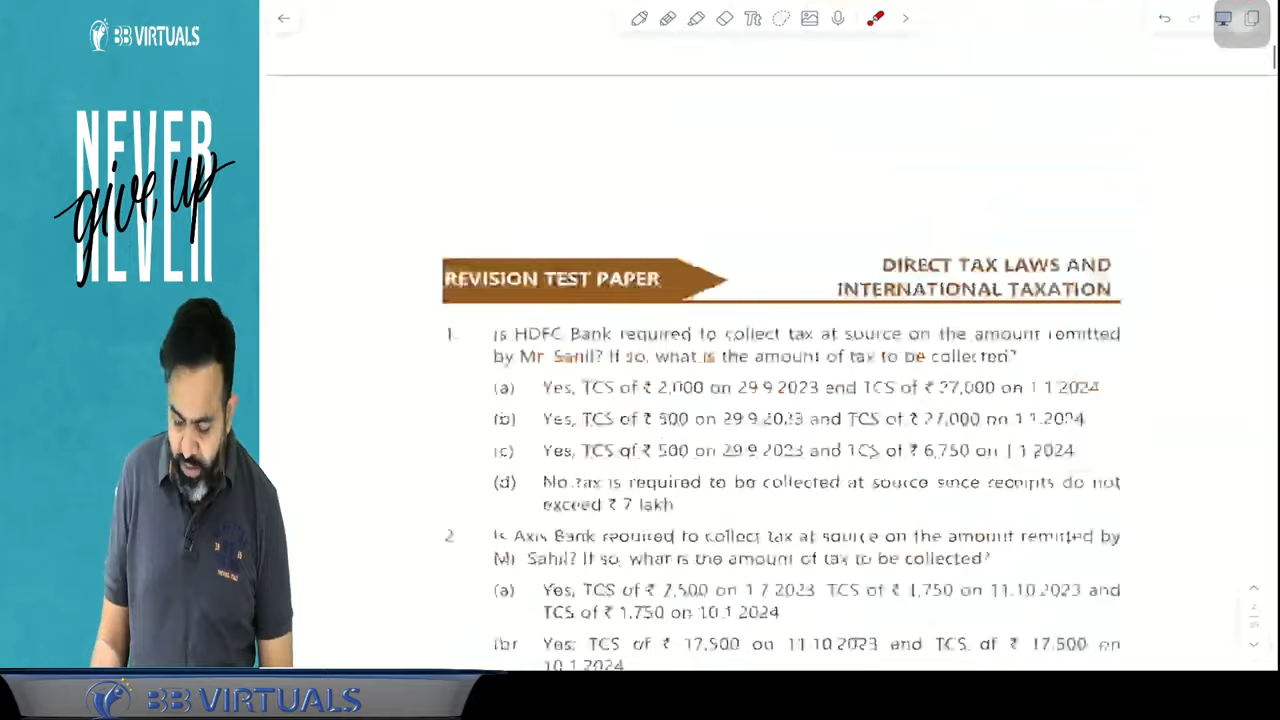 BB VIRTUALS
NEVER
give up
NEVER
REVISION TEST PAPER
DIRECT TAX LAWS AND
INTERNATIONAL TAXATION
1. Is HDFC Bank required to collect tax at source on the amount remitted
by Mr. Sahil? If so, what is the amount of tax to be collected?
(a) Yes, TCS of ₹ 2,000 on 29.9.2023 and TCS of ₹ 27,000 on 1.1.2024
(b) Yes, TCS of ₹ 500 on 29.9.2023 and TCS of ₹ 27,000 on 1.1.2024
(c) Yes, TCS of ₹ 500 on 29.9.2023 and TCS of ₹ 6,750 on 1.1.2024
(d) No tax is required to be collected at source since receipts do not
exceed ₹ 7 lakh
2. Is Axis Bank required to collect tax at source on the amount remitted by
Mr. Sahil? If so, what is the amount of tax to be collected?
(a) Yes, TCS of ₹ 7,500 on 1.7.2023 TCS of ₹ 1,750 on 11.10.2023 and
TCS of ₹ 1,750 on 10.1.2024
(b) Yes, TCS of ₹ 17,500 on 11.10.2023 and TCS of ₹ 17,500 on
10.1.2024
BB VIRTUALS